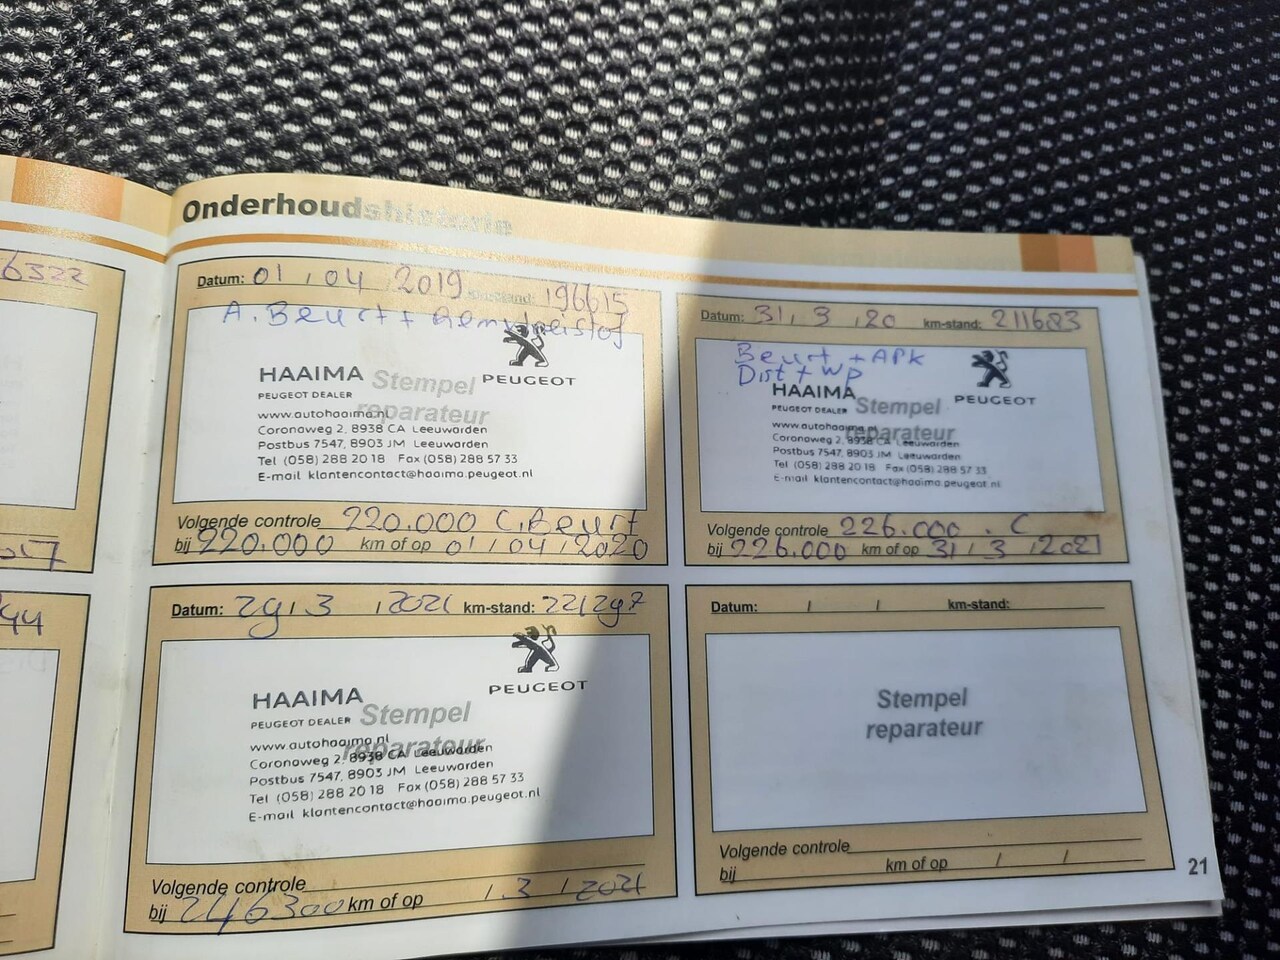 Onderhoudshistorie
6322
Datum: 01 / 04 / 2019 km-stand: 196615
A. Beurt + Remvloeistof
PEUGEOT
HAAIMA
PEUGEOT DEALER
Stempel
reparateur
www.autohaaima.nl
Coronaweg 2, 8938 CA Leeuwarden
Postbus 7547, 8903 JM Leeuwarden
Tel (058) 288 20 18 Fax (058) 288 57 33
E-mail klantencontact@haaima.peugeot.nl
Volgende controle 220.000 C. Beurt
bij 220.000 km of op 01 / 04 / 2020
Datum: 31 / 3 / 20 km-stand: 211683
Beurt + APK
Dist + WP
PEUGEOT
HAAIMA
PEUGEOT DEALER
Stempel
reparateur
www.autohaaima.nl
Coronaweg 2, 8938 CA Leeuwarden
Postbus 7547, 8903 JM Leeuwarden
Tel (058) 288 20 18 Fax (058) 288 57 33
E-mail klantencontact@haaima.peugeot.nl
Volgende controle 226.000 . C
bij 226.000 km of op 31 / 3 / 2021
44
Datum: 29 / 3 / 2021 km-stand: 221297
PEUGEOT
HAAIMA
PEUGEOT DEALER
Stempel
reparateur
www.autohaaima.nl
Coronaweg 2, 8938 CA Leeuwarden
Postbus 7547, 8903 JM Leeuwarden
Tel (058) 288 20 18 Fax (058) 288 57 33
E-mail klantencontact@haaima.peugeot.nl
Volgende controle
bij 246300 km of op / 3 /
Datum: / / km-stand:
Stempel
reparateur
Volgende controle
bij km of op / /
21